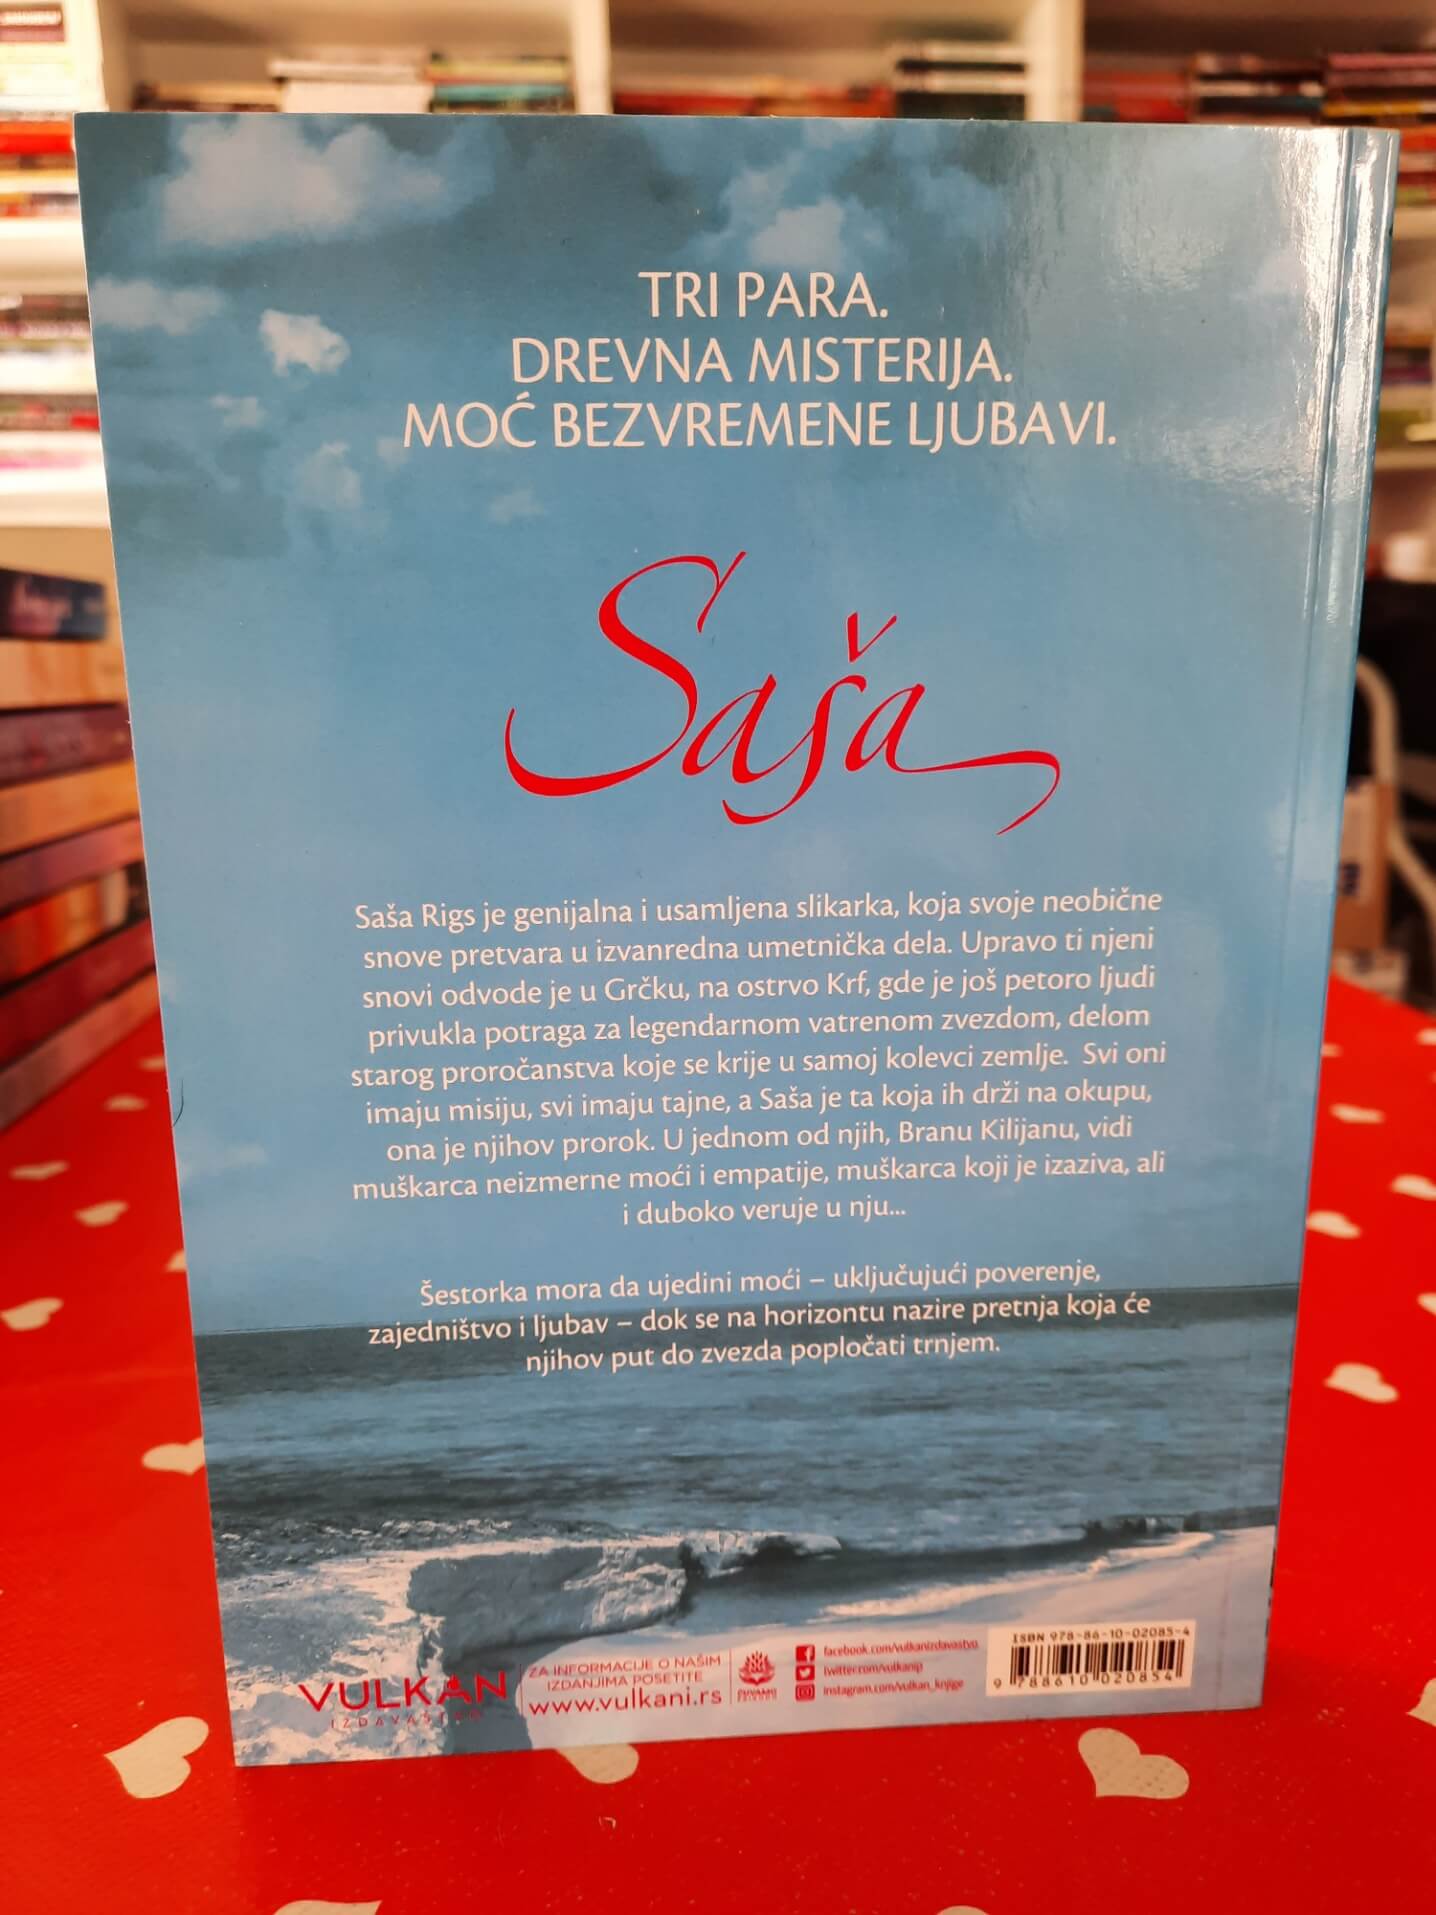 TRI PARA.
DREVNA MISTERIJA.
MOĆ BEZVREMENE LJUBAVI.
Saša
Saša Rigs je genijalna i usamljena slikarka, koja svoje neobične
snove pretvara u izvanredna umetnička dela. Upravo ti njeni
snovi odvode je u Grčku, na ostrvo Krf, gde je još petoro ljudi
privukla potraga za legendarnom vatrenom zvezdom, delom
starog proročanstva koje se krije u samoj kolevci zemlje. Svi oni
imaju misiju, svi imaju tajne, a Saša je ta koja ih drži na okupu,
ona je njihov prorok. U jednom od njih, Branu Kilijanu, vidi
muškarca neizmerne moći i empatije, muškarca koji je izaziva, ali
i duboko veruje u nju...
Šestorka mora da ujedini moći – uključujući poverenje,
zajedništvo i ljubav – dok se na horizontu nazire pretnja koja će
njihov put do zvezda popločati trnjem.
VULKAN
IZDAVAŠTVO
ZA INFORMACIJE O NAŠIM
IZDANJIMA POSETITE
www.vulkani.rs
facebook.com/vulkanizdavastvo
twitter.com/vulkanip
instagram.com/vulkan_knjige
ISBN 978-86-10-02085-4
9 788610 020854